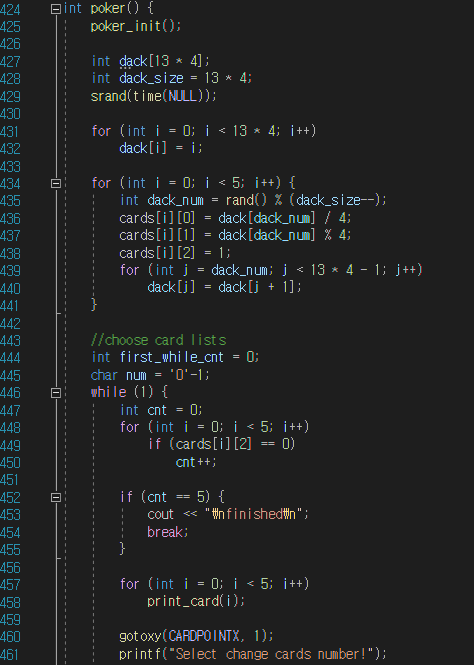 424 int poker() {
425 poker_init();
426
427 int dack[13 * 4];
428 int dack_size = 13 * 4;
429 srand(time(NULL));
430
431 for (int i = 0; i < 13 * 4; i++)
432 dack[i] = i;
433
434 for (int i = 0; i < 5; i++) {
435 int dack_num = rand() % (dack_size--);
436 cards[i][0] = dack[dack_num] / 4;
437 cards[i][1] = dack[dack_num] % 4;
438 cards[i][2] = 1;
439 for (int j = dack_num; j < 13 * 4 - 1; j++)
440 dack[j] = dack[j + 1];
441 }
442
443 //choose card lists
444 int first_while_cnt = 0;
445 char num = '0'-1;
446 while (1) {
447 int cnt = 0;
448 for (int i = 0; i < 5; i++)
449 if (cards[i][2] == 0)
450 cnt++;
451
452 if (cnt == 5) {
453 cout << "₩nfinished₩n";
454 break;
455 }
456
457 for (int i = 0; i < 5; i++)
458 print_card(i);
459
460 gotoxy(CARDPOINTX, 1);
461 printf("Select change cards number!");